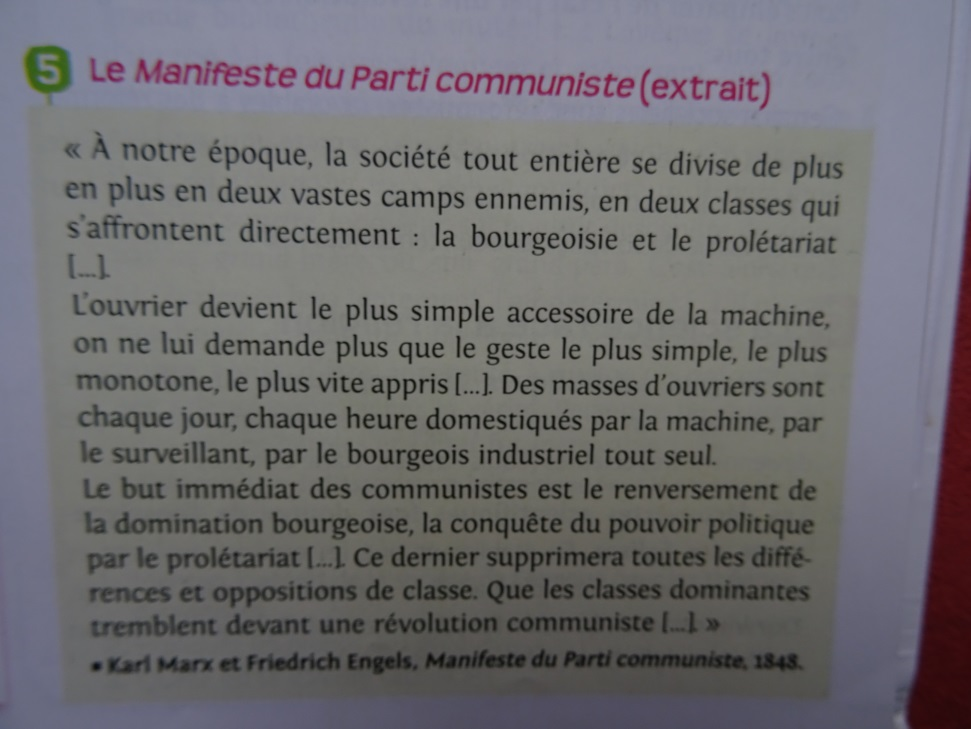 5 Le Manifeste du Parti communiste (extrait)
« À notre époque, la société tout entière se divise de plus
en plus en deux vastes camps ennemis, en deux classes qui
s'affrontent directement : la bourgeoisie et le prolétariat
[...].
L'ouvrier devient le plus simple accessoire de la machine,
on ne lui demande plus que le geste le plus simple, le plus
monotone, le plus vite appris [...]. Des masses d'ouvriers sont
chaque jour, chaque heure domestiqués par la machine, par
le surveillant, par le bourgeois industriel tout seul.
Le but immédiat des communistes est le renversement de
la domination bourgeoise, la conquête du pouvoir politique
par le prolétariat [...]. Ce dernier supprimera toutes les diffé-
rences et oppositions de classe. Que les classes dominantes
tremblent devant une révolution communiste [...]. »
• Karl Marx et Friedrich Engels, Manifeste du Parti communiste, 1848.